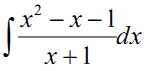 ∫ (x² − x − 1)/(x + 1) dx